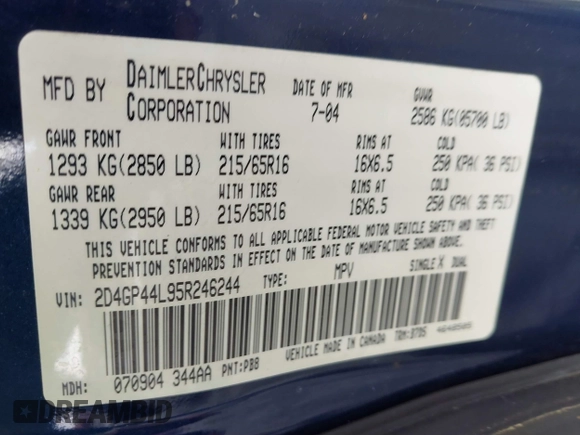 MFD BY DAIMLERCHRYSLER CORPORATION
DATE OF MFR 7-04
GVWR 2586 KG(05700 LB)
GAWR FRONT WITH TIRES RIMS AT COLD
1293 KG(2850 LB) 215/65R16 16X6.5 250 KPA( 36 PSI)
GAWR REAR WITH TIRES RIMS AT COLD
1339 KG(2950 LB) 215/65R16 16X6.5 250 KPA( 36 PSI)
THIS VEHICLE CONFORMS TO ALL APPLICABLE FEDERAL MOTOR VEHICLE SAFETY AND THEFT
PREVENTION STANDARDS IN EFFECT ON THE DATE OF MANUFACTURE SHOWN ABOVE.
VIN: 2D4GP44L95R246244 TYPE: MPV SINGLE X DUAL
MDH: 070904 344AA PNT:PB8 VEHICLE MADE IN CANADA
DREAMBID